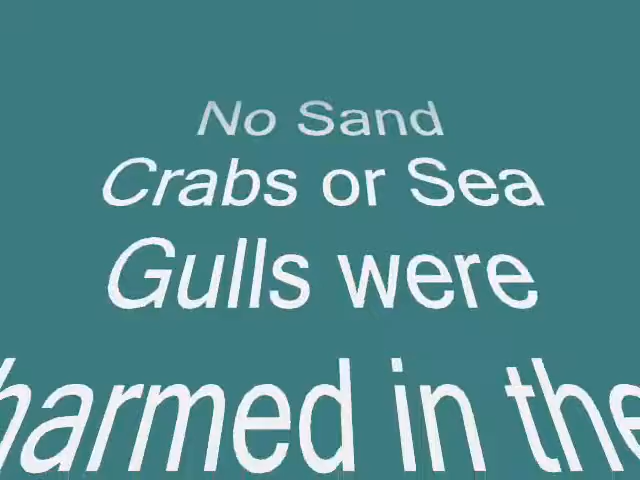 No Sand
Crabs or Sea
Gulls were
harmed in the